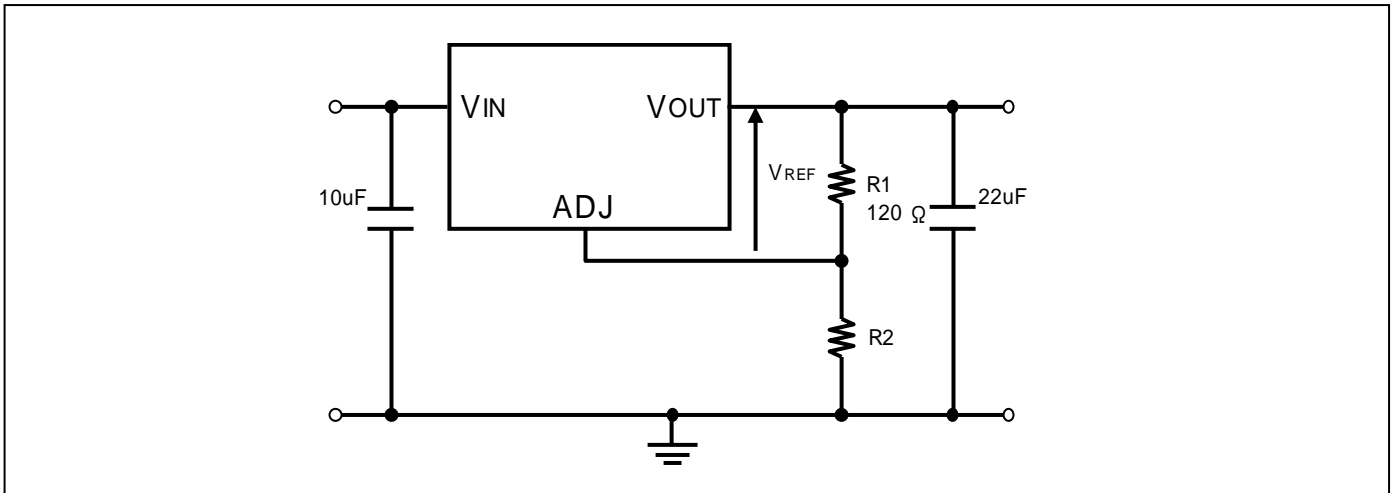 VIN
VOUT
ADJ
VREF
10uF
R1
120 Ω
22uF
R2